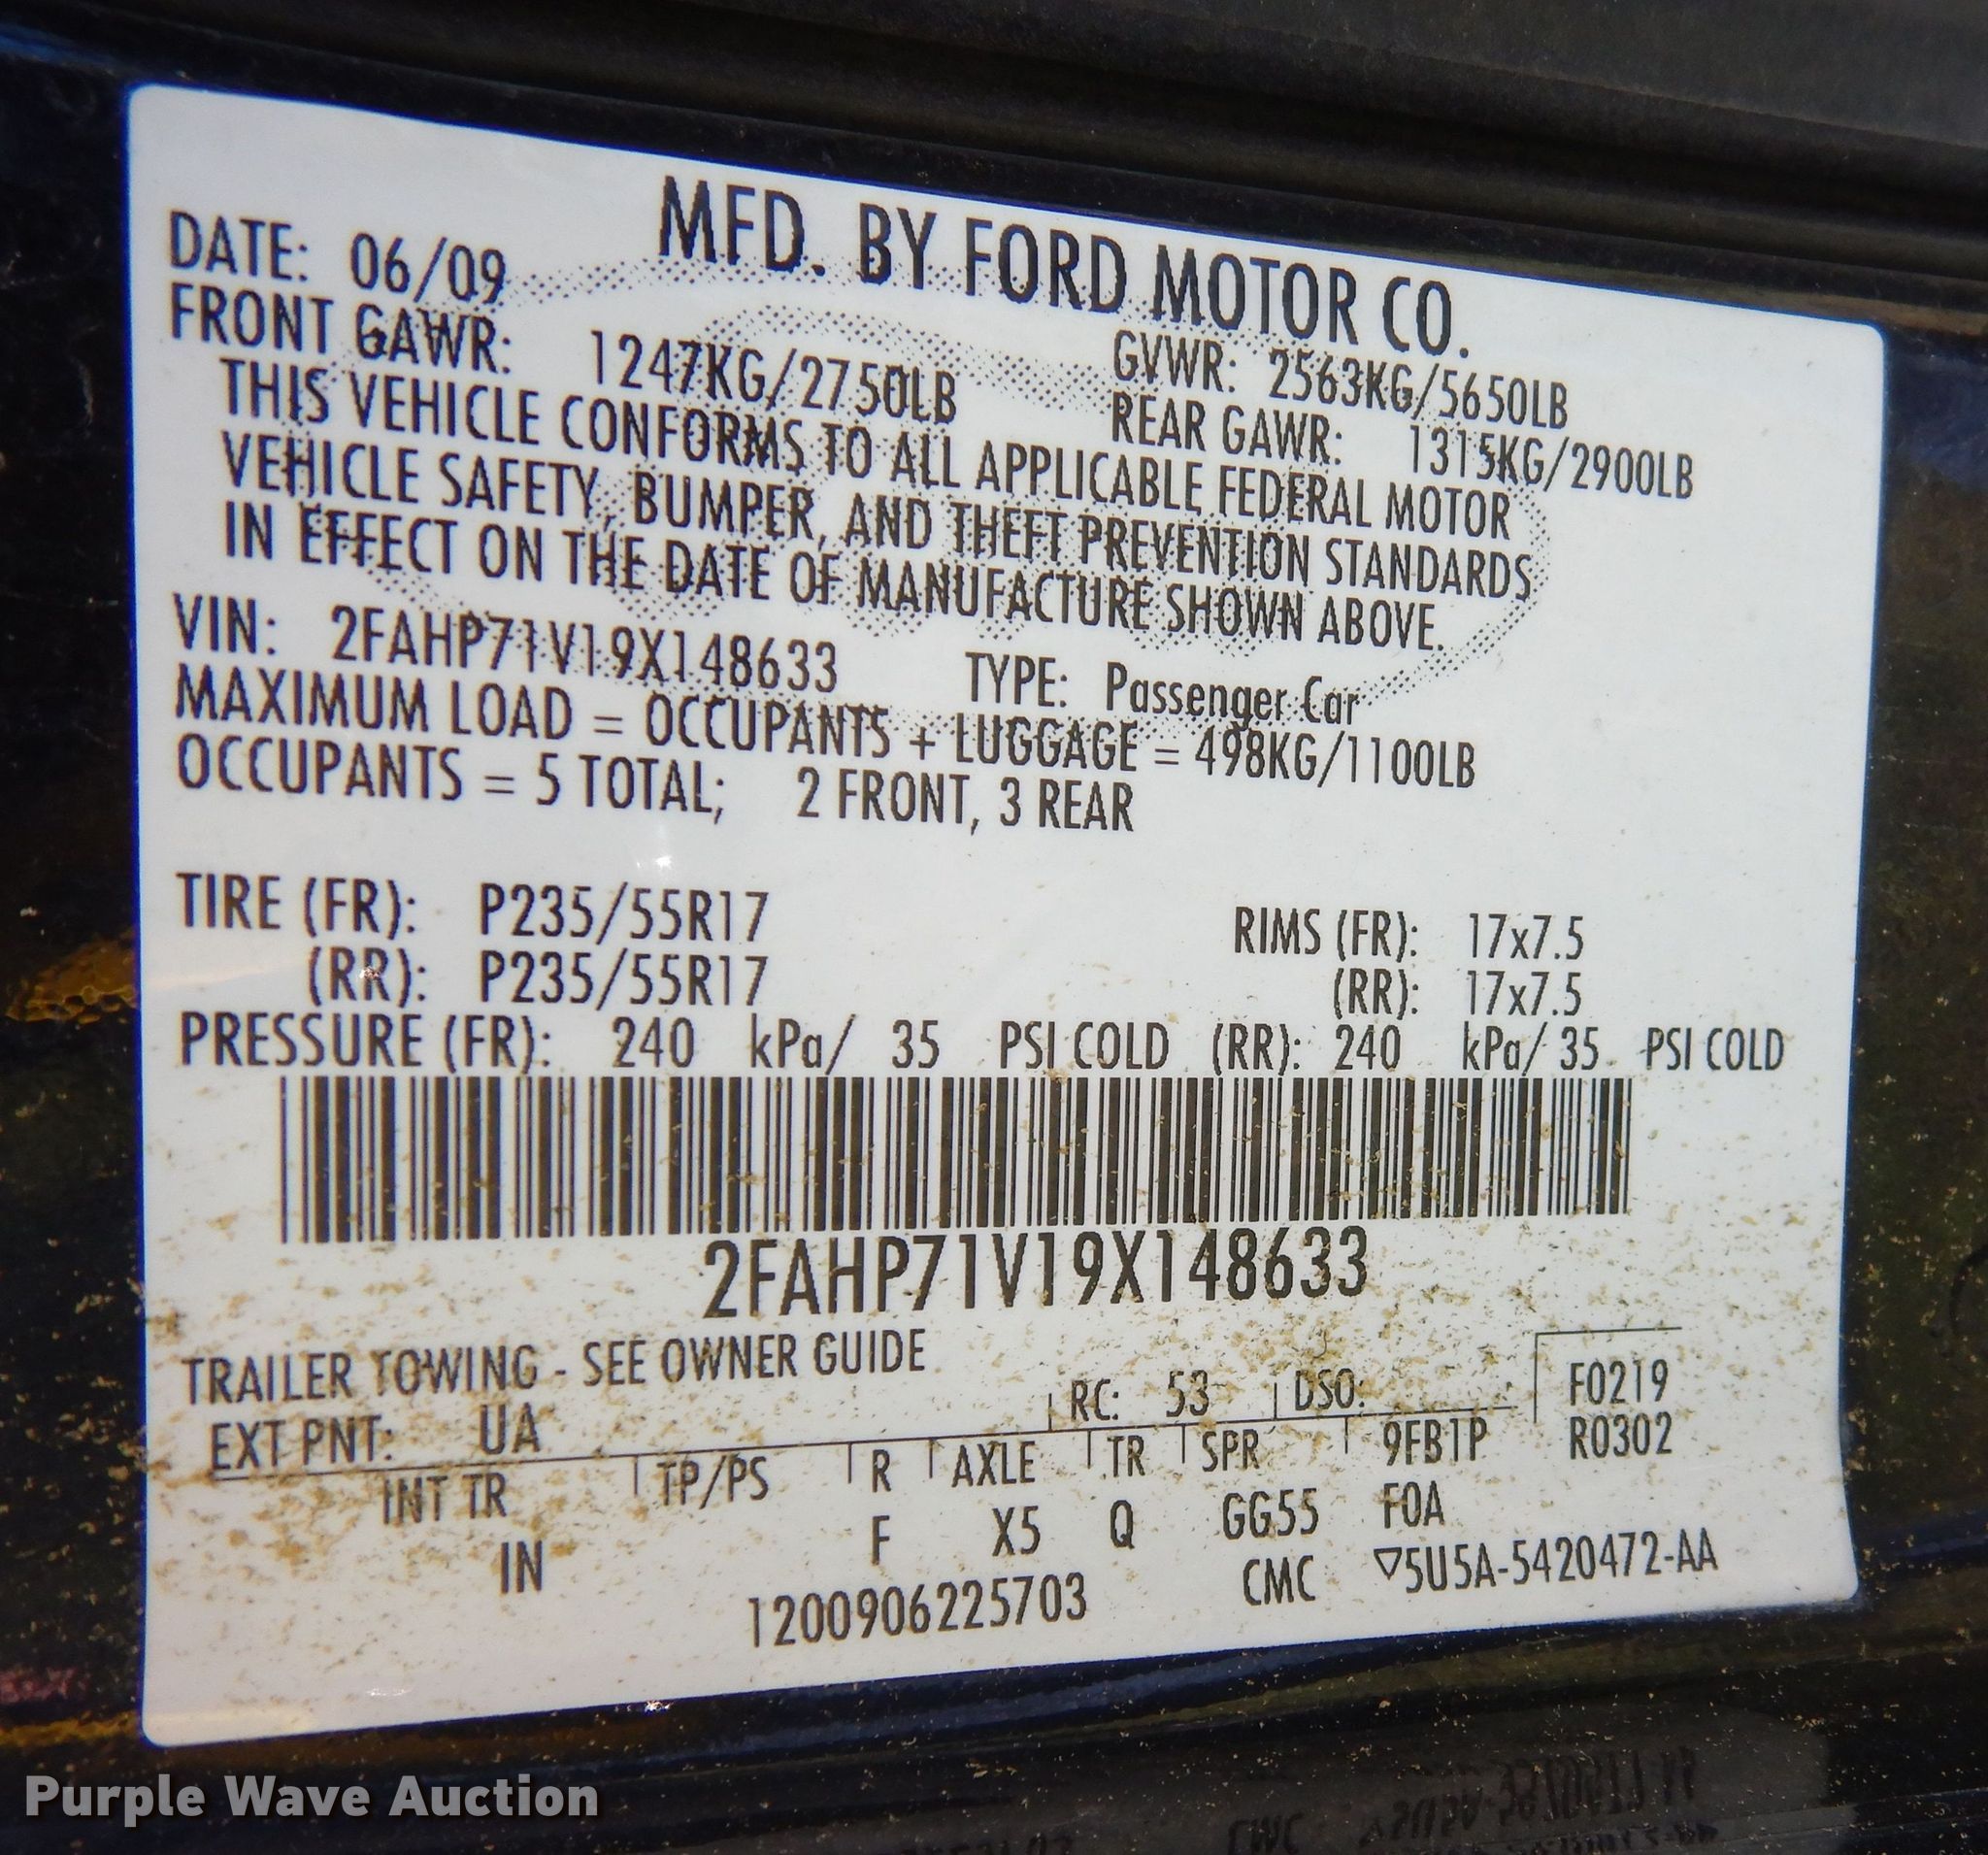 MFD. BY FORD MOTOR CO.
DATE: 06/09
GVWR: 2563KG/5650LB
FRONT GAWR: 1247KG/2750LB REAR GAWR: 1315KG/2900LB
THIS VEHICLE CONFORMS TO ALL APPLICABLE FEDERAL MOTOR
VEHICLE SAFETY, BUMPER, AND THEFT PREVENTION STANDARDS
IN EFFECT ON THE DATE OF MANUFACTURE SHOWN ABOVE.
VIN: 2FAHP71V19X148633 TYPE: Passenger Car
MAXIMUM LOAD = OCCUPANTS + LUGGAGE = 498KG/1100LB
OCCUPANTS = 5 TOTAL; 2 FRONT, 3 REAR
TIRE (FR): P235/55R17 RIMS (FR): 17x7.5
(RR): P235/55R17 (RR): 17x7.5
PRESSURE (FR): 240 kPa/ 35 PSI COLD (RR): 240 kPa/ 35 PSI COLD
2FAHP71V19X148633
TRAILER TOWING - SEE OWNER GUIDE
EXT PNT: UA RC: 53 DSO: F0219
INT TR TP/PS R AXLE TR SPR 9FB1P R0302
IN F X5 Q GG55 F0A
1200906225703 CMC ▽5U5A-5420472-AA
Purple Wave Auction